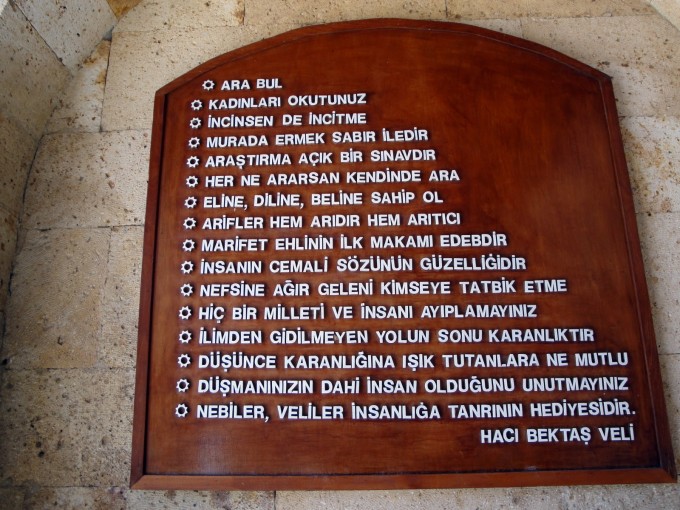 ARA BUL
KADINLARI OKUTUNUZ
İNCİNSEN DE İNCİTME
MURADA ERMEK SABIR İLEDİR
ARAŞTIRMA AÇIK BİR SINAVDIR
HER NE ARARSAN KENDİNDE ARA
ELİNE, DİLİNE, BELİNE SAHİP OL
ARİFLER HEM ARIDIR HEM ARITICI
MARİFET EHLİNİN İLK MAKAMI EDEBDİR
İNSANIN CEMALİ SÖZÜNÜN GÜZELLİĞİDİR
NEFSİNE AĞIR GELENİ KİMSEYE TATBİK ETME
HİÇ BİR MİLLETİ VE İNSANI AYIPLAMAYINIZ
İLİMDEN GİDİLMEYEN YOLUN SONU KARANLIKTIR
DÜŞÜNCE KARANLIĞINA IŞIK TUTANLARA NE MUTLU
DÜŞMANINIZIN DAHİ İNSAN OLDUĞUNU UNUTMAYINIZ
NEBİLER, VELİLER İNSANLIĞA TANRININ HEDİYESİDİR.
HACI BEKTAŞ VELİ